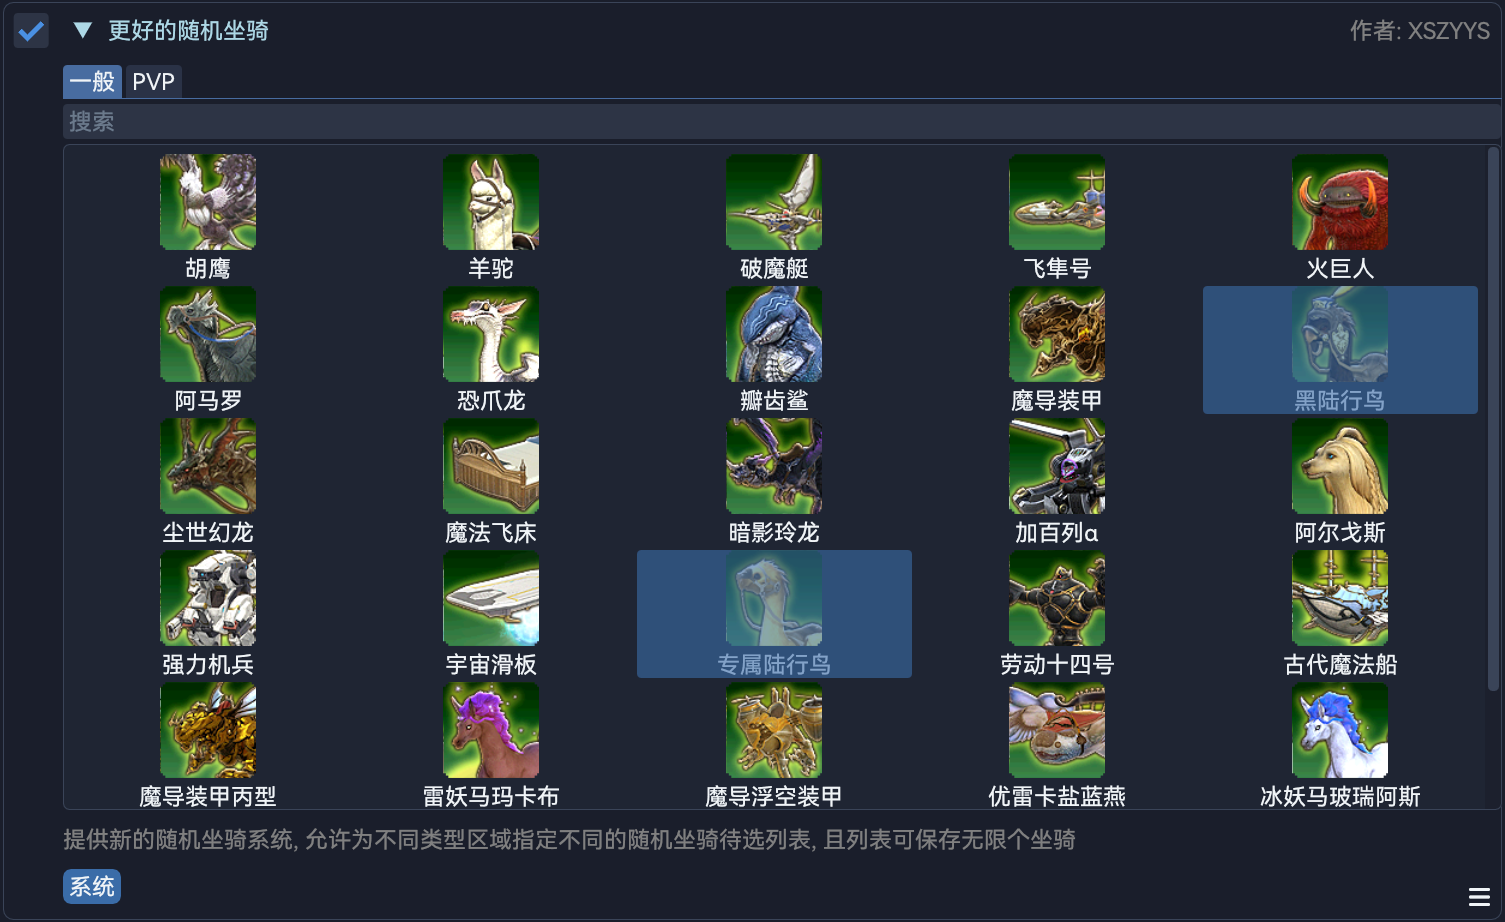 ▼ 更好的随机坐骑
作者: XSZYYS
一般 PVP
搜索
胡鹰 羊驼 破魔艇 飞隼号 火巨人
阿马罗 恐爪龙 瓣齿鲨 魔导装甲 黑陆行鸟
尘世幻龙 魔法飞床 暗影玲龙 加百列α 阿尔戈斯
强力机兵 宇宙滑板 专属陆行鸟 劳动十四号 古代魔法船
魔导装甲丙型 雷妖马玛卡布 魔导浮空装甲 优雷卡盐蓝燕 冰妖马玻瑞阿斯
提供新的随机坐骑系统, 允许为不同类型区域指定不同的随机坐骑待选列表, 且列表可保存无限个坐骑
系统